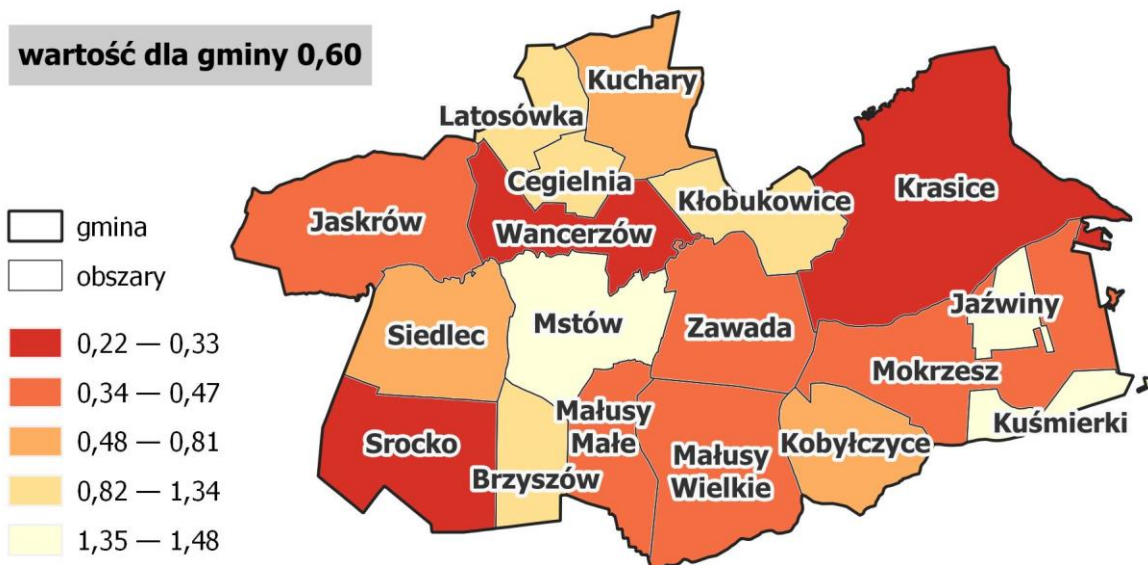 wartość dla gminy 0,60
Kuchary
Latosówka
Cegielnia
Kłobukowice
Krasice
Jaskrów
Wancerzów
gmina
obszary
Siedlec
Mstów
Zawada
Jaźwiny
Mokrzesz
Małusy
Małe
Kuśmierki
Srocko
Brzyszów
Małusy
Wielkie
Kobyłczyce
0,22 — 0,33
0,34 — 0,47
0,48 — 0,81
0,82 — 1,34
1,35 — 1,48